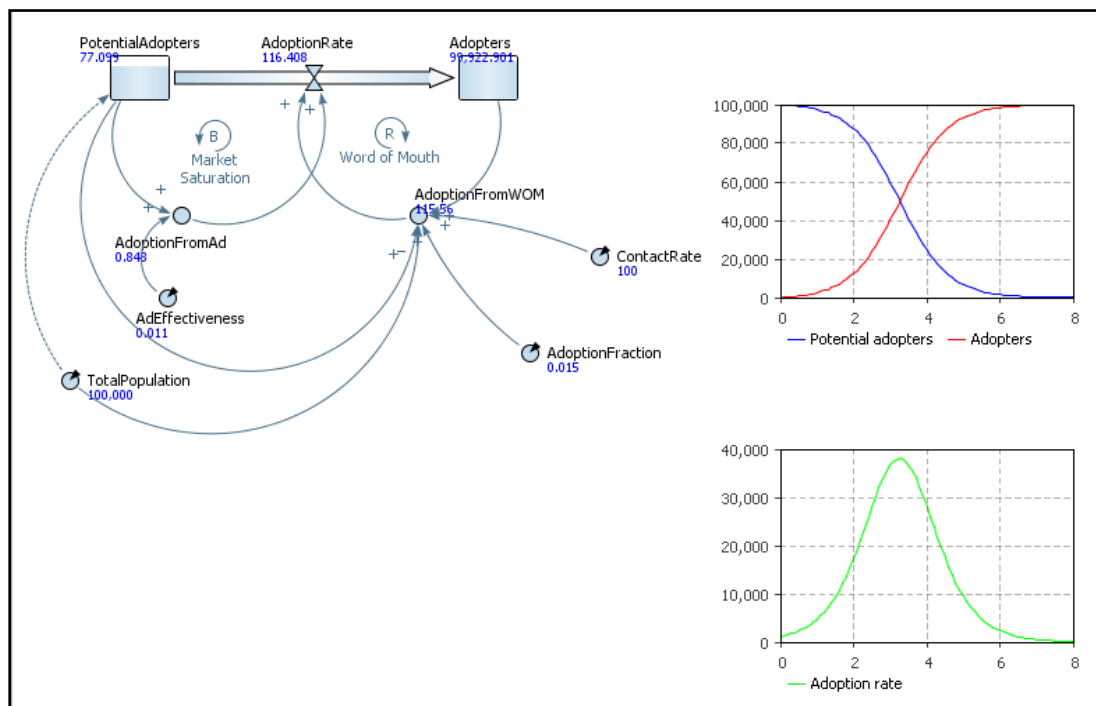 PotentialAdopters
77.099
AdoptionRate
116.408
Adopters
99,922.901
+
+
B
Market
Saturation
R
Word of Mouth
+
+
AdoptionFromAd
0.848
AdoptionFromWOM
115.56
+
+
+
-
+
ContactRate
100
AdEffectiveness
0.011
AdoptionFraction
0.015
TotalPopulation
100,000
100,000
80,000
60,000
40,000
20,000
0
0 2 4 6 8
Potential adopters Adopters
40,000
30,000
20,000
10,000
0
0 2 4 6 8
Adoption rate